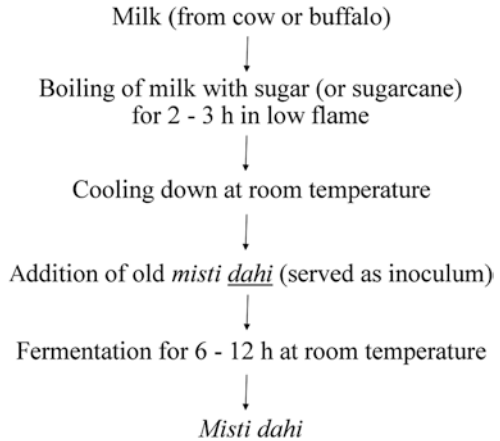 Milk (from cow or buffalo)
Boiling of milk with sugar (or sugarcane)
for 2 - 3 h in low flame
Cooling down at room temperature
Addition of old misti dahi (served as inoculum)
Fermentation for 6 - 12 h at room temperature
Misti dahi